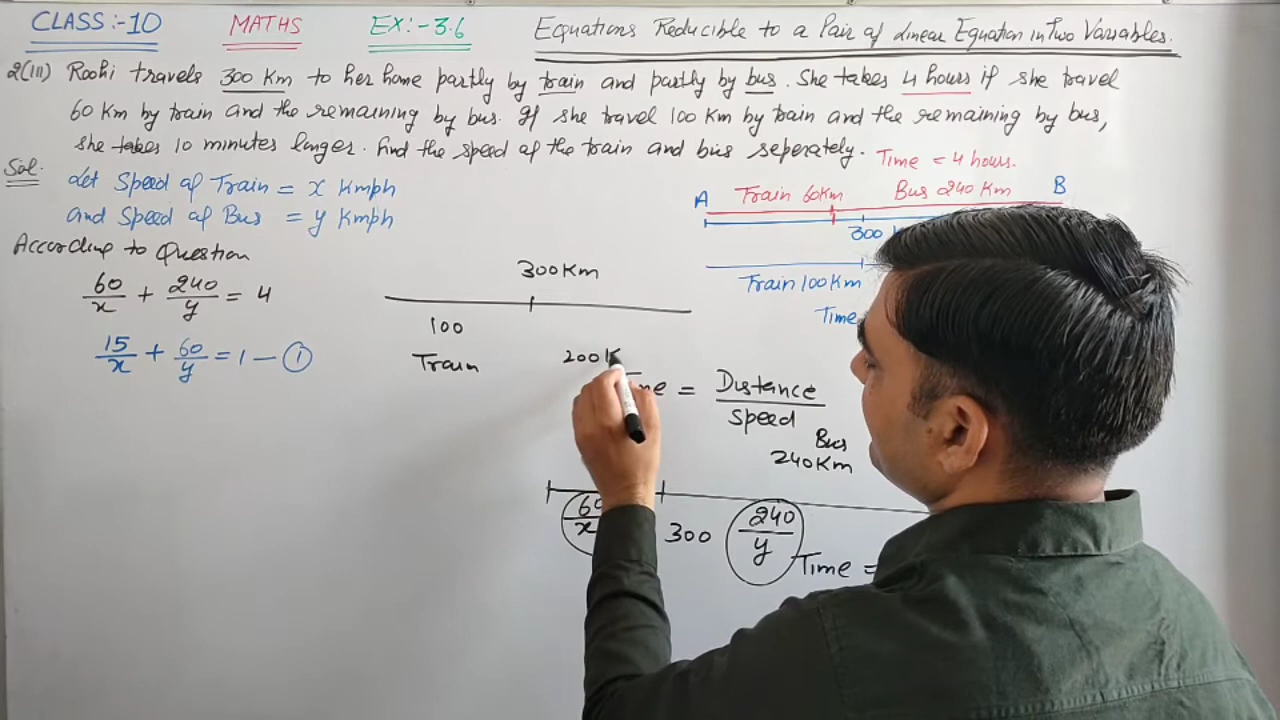 CLASS:-10 MATHS EX:-3.6 Equations Reducible to a Pair of Linear Equation in Two Variables.
2(III) Roohi travels 300 Km to her home partly by train and partly by bus. She takes 4 hours if she travel
60 Km by train and the remaining by bus. If she travel 100 Km by train and the remaining by bus,
she takes 10 minutes longer. find the speed of the train and bus seperately.
Time = 4 hours.
Sol.
Let Speed of Train = x Kmph
and Speed of Bus = y Kmph
A Train 60Km Bus 240 Km B
300
Train 100Km
Time
According to Question
60/x + 240/y = 4
15/x + 60/y = 1 — ①
300Km
100
Train
200K
= Distance/Speed
Bus
240Km
60/x
300
240/y
Time =